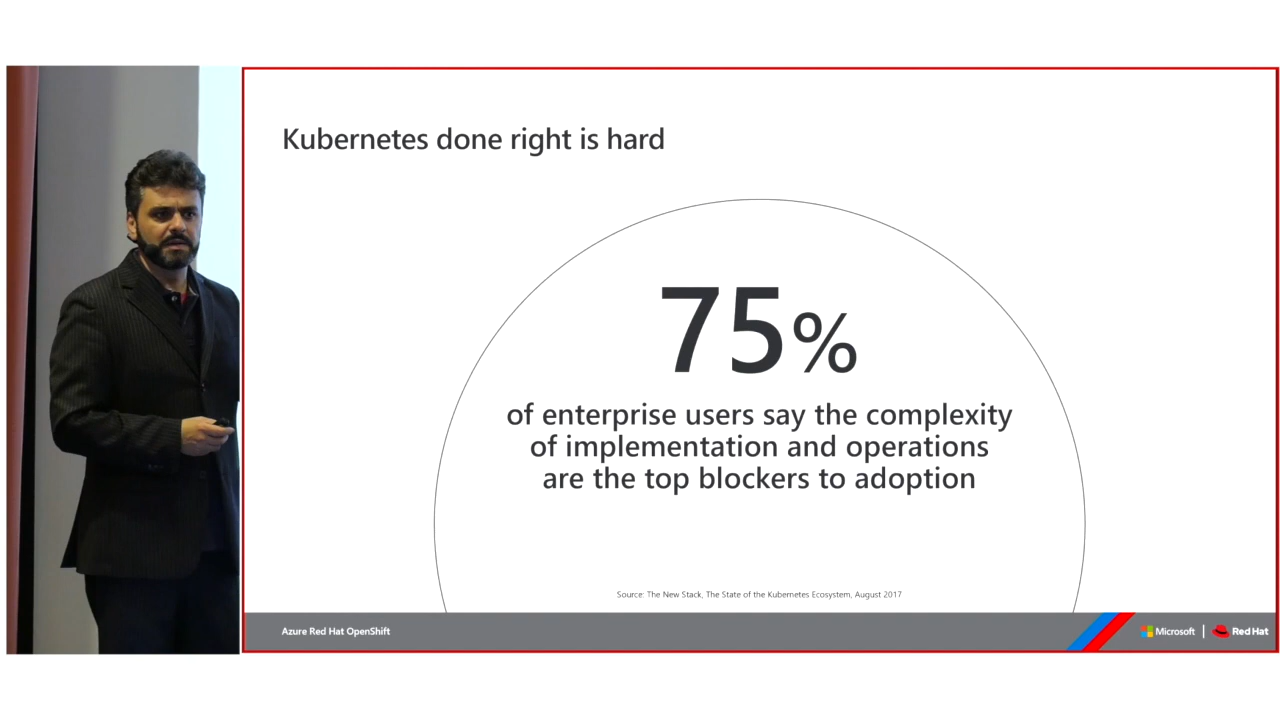 Kubernetes done right is hard
75%
of enterprise users say the complexity
of implementation and operations
are the top blockers to adoption
Source: The New Stack, The State of the Kubernetes Ecosystem, August 2017
Azure Red Hat OpenShift
Microsoft | Red Hat